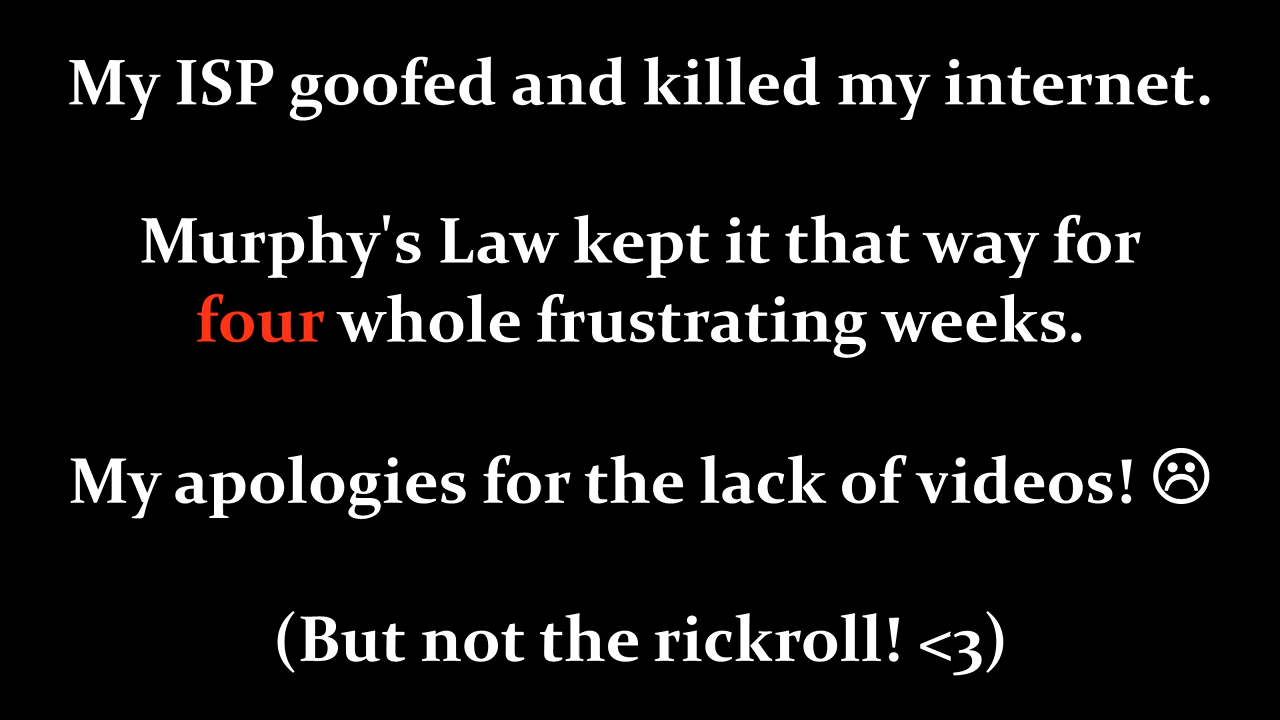 My ISP goofed and killed my internet.
Murphy's Law kept it that way for
four whole frustrating weeks.
My apologies for the lack of videos! ☹
(But not the rickroll! <3)